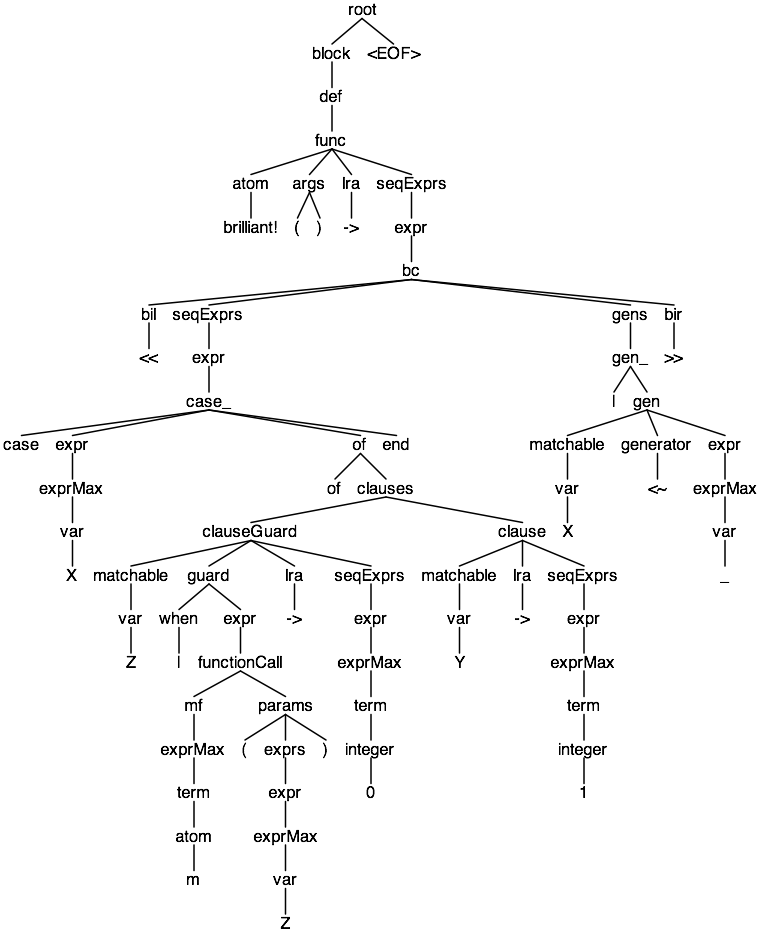 root
block <EOF>
def
func
atom args lra seqExprs
brilliant! ( ) -> expr
bc
bil seqExprs gens bir
<< expr gen_ >>
case_ | gen
case expr of end matchable generator expr
exprMax of clauses var <~ exprMax
var clauseGuard clause X var
X matchable guard lra seqExprs matchable lra seqExprs _
var when expr -> expr var -> expr
Z | functionCall exprMax Y exprMax
mf params term term
exprMax ( exprs ) integer integer
term expr 0 1
atom exprMax
m var
Z